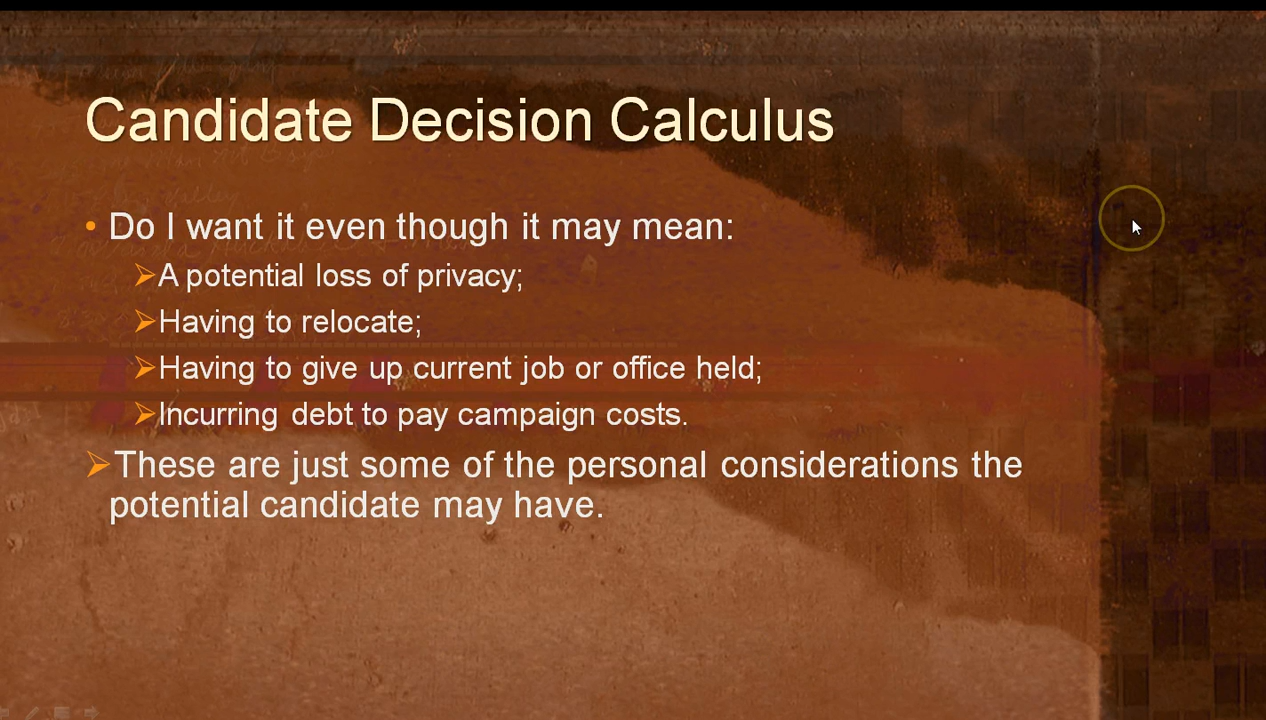 Candidate Decision Calculus
• Do I want it even though it may mean:
➢A potential loss of privacy;
➢Having to relocate;
➢Having to give up current job or office held;
➢Incurring debt to pay campaign costs.
➢These are just some of the personal considerations the
potential candidate may have.